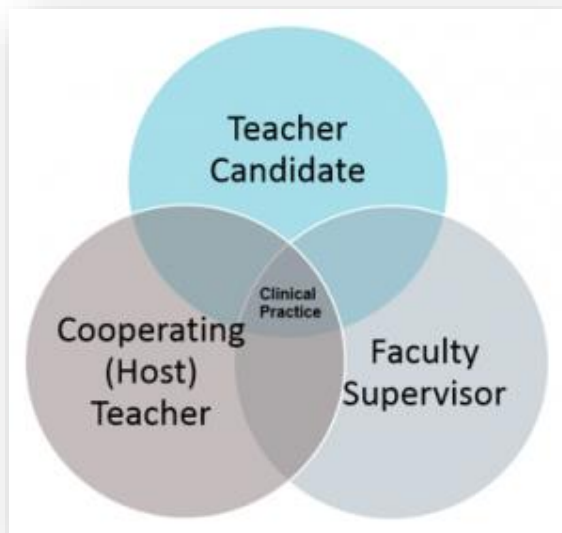 Teacher
Candidate
Clinical
Practice
Cooperating
(Host)
Teacher
Faculty
Supervisor